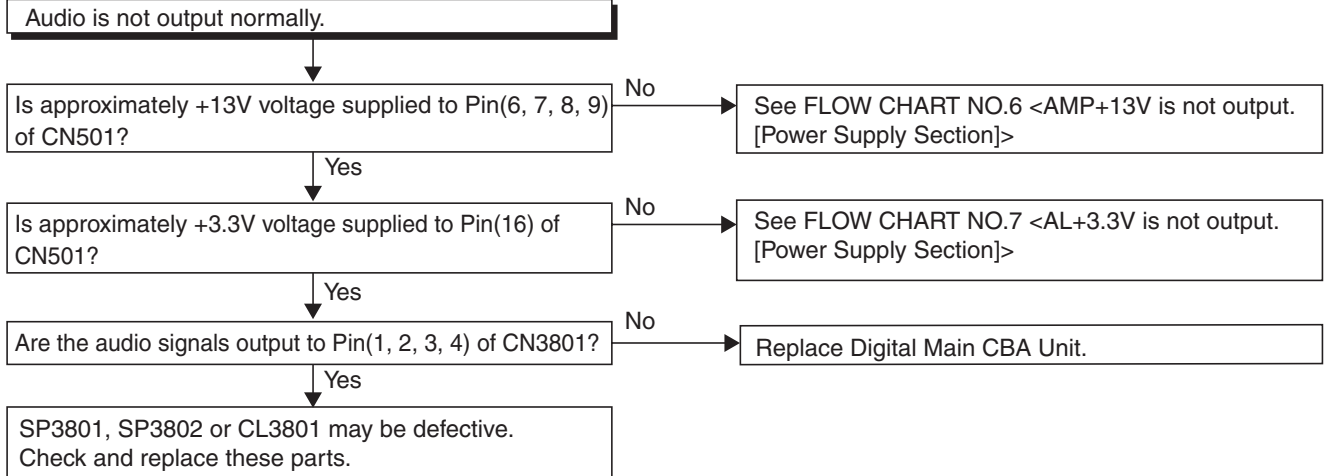 Audio is not output normally.
Is approximately +13V voltage supplied to Pin(6, 7, 8, 9)
of CN501?
No
See FLOW CHART NO.6 <AMP+13V is not output.
[Power Supply Section]>
Yes
Is approximately +3.3V voltage supplied to Pin(16) of
CN501?
No
See FLOW CHART NO.7 <AL+3.3V is not output.
[Power Supply Section]>
Yes
Are the audio signals output to Pin(1, 2, 3, 4) of CN3801?
No
Replace Digital Main CBA Unit.
Yes
SP3801, SP3802 or CL3801 may be defective.
Check and replace these parts.